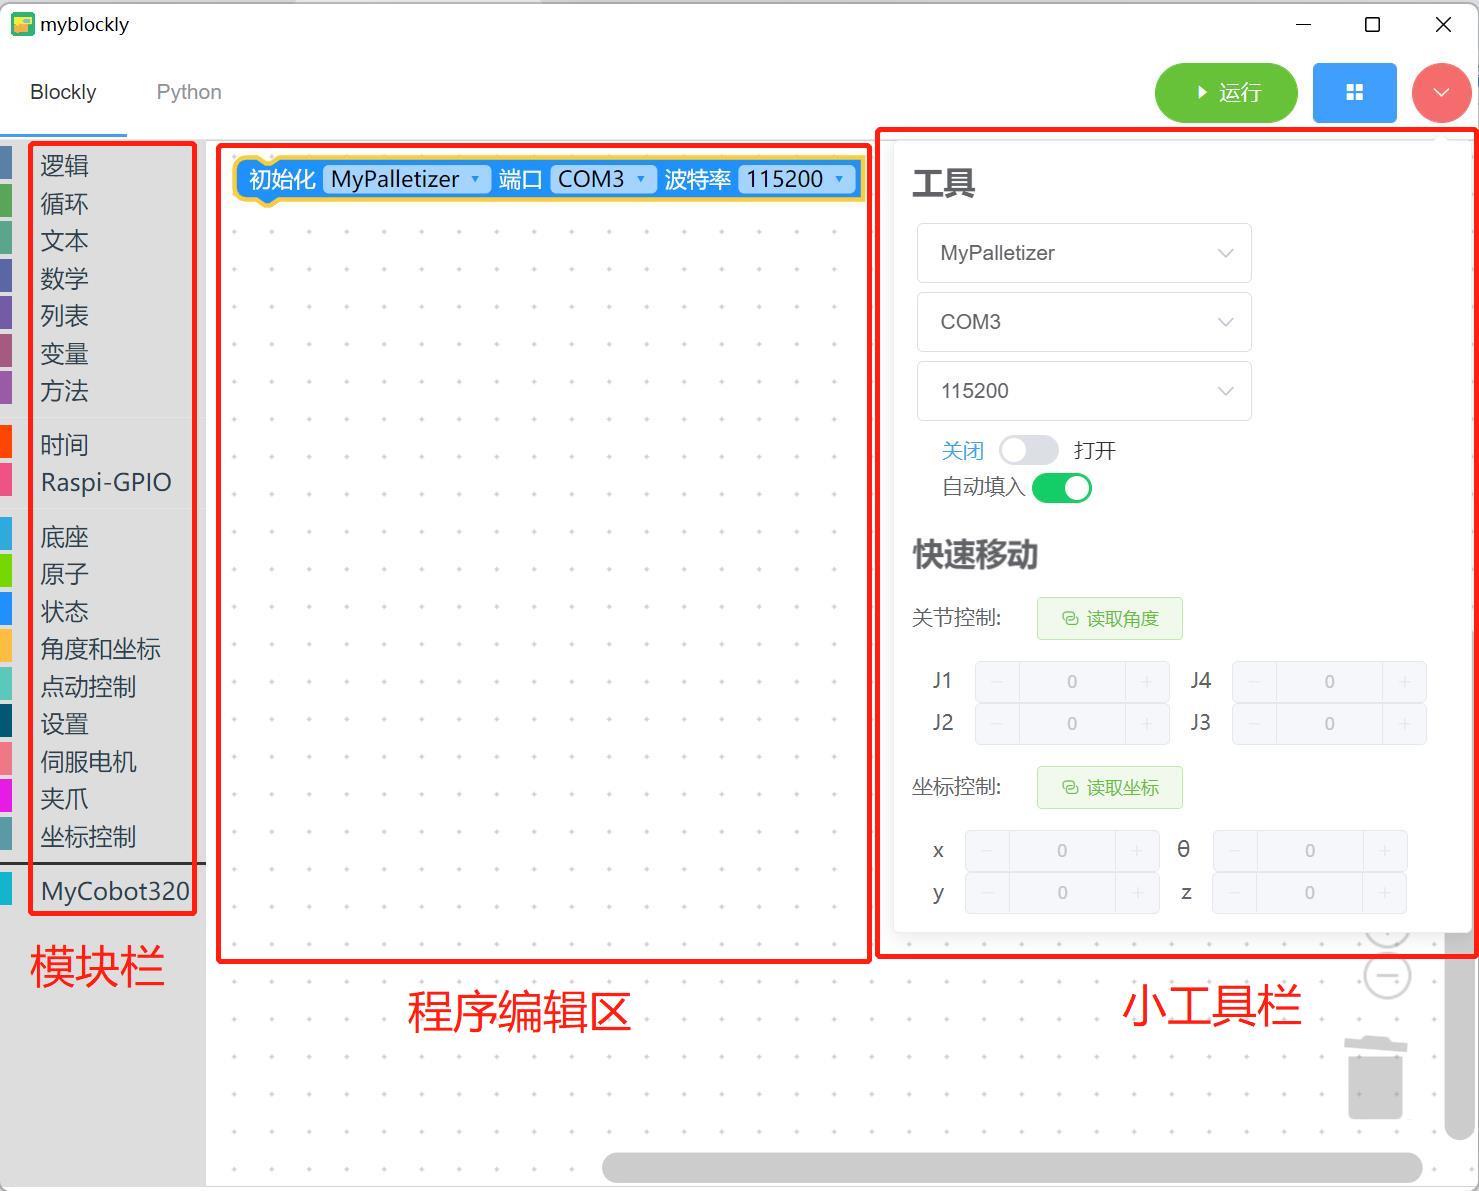 myblockly
Blockly Python 运行
逻辑
循环
文本
数学
列表
变量
方法
时间
Raspi-GPIO
底座
原子
状态
角度和坐标
点动控制
设置
伺服电机
夹爪
坐标控制
MyCobot320
模块栏
初始化 MyPalletizer 端口 COM3 波特率 115200
程序编辑区
工具
MyPalletizer
COM3
115200
关闭 打开
自动填入
快速移动
关节控制: 读取角度
J1 − 0 + J4 − 0 +
J2 − 0 + J3 − 0 +
坐标控制: 读取坐标
x − 0 + θ − 0 +
y − 0 + z − 0 +
小工具栏